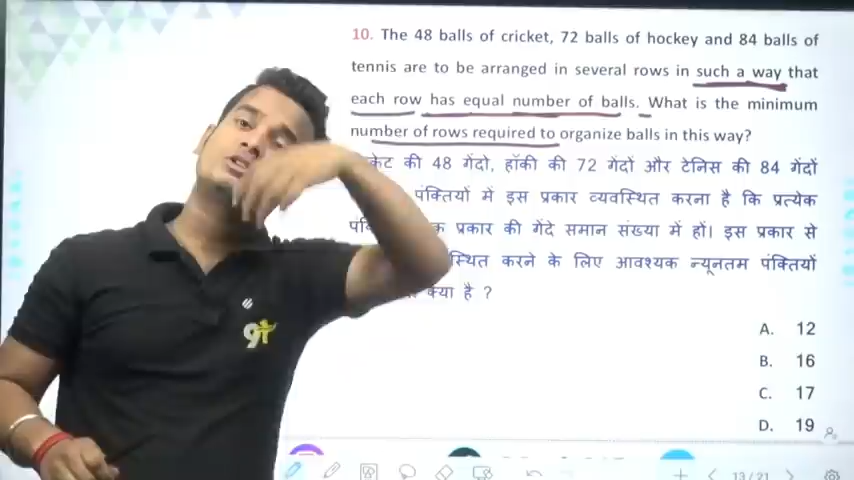 10. The 48 balls of cricket, 72 balls of hockey and 84 balls of
tennis are to be arranged in several rows in such a way that
each row has equal number of balls. What is the minimum
number of rows required to organize balls in this way?
की 48 गेंदो, हॉकी की 72 गेंदों और टेनिस की 84 गेंदों
पंक्तियों में इस प्रकार व्यवस्थित करना है कि प्रत्येक
प्रकार की गेंदे समान संख्या में हों। इस प्रकार से
करने के लिए आवश्यक न्यूनतम पंक्तियों
क्या है ?
A. 12
B. 16
C. 17
D. 19
13/21